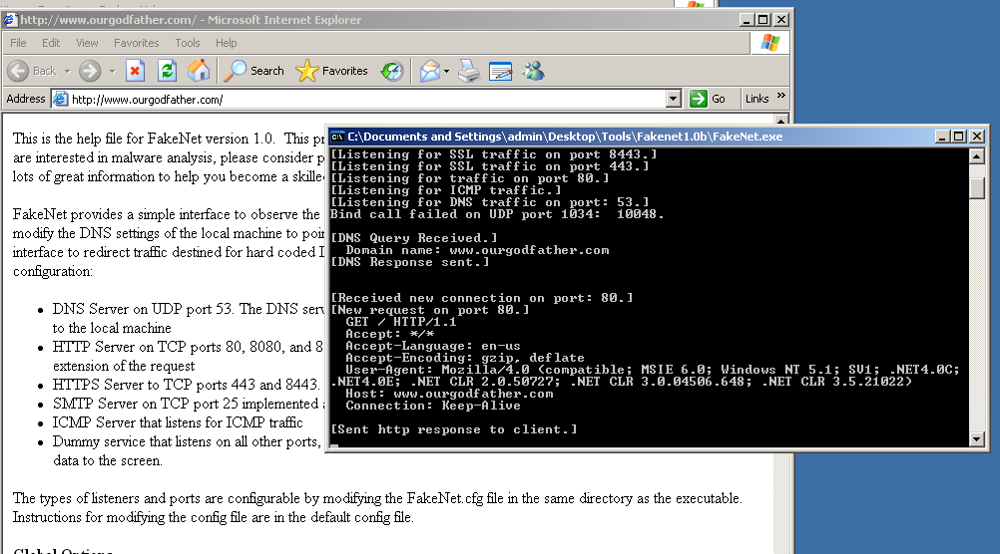 http://www.ourgodfather.com/ - Microsoft Internet Explorer
File Edit View Favorites Tools Help
Back Search Favorites
Address http://www.ourgodfather.com/ Go Links »
This is the help file for FakeNet version 1.0. This
are interested in malware analysis, please consider
lots of great information to help you become a
FakeNet provides a simple interface to observe the
modify the DNS settings of the local machine to
interface to redirect traffic destined for hard coded
configuration:
• DNS Server on UDP port 53. The DNS
to the local machine
• HTTP Server on TCP ports 80, 8080, and
extension of the request
• HTTPS Server to TCP ports 443 and 8443.
• SMTP Server on TCP port 25 implemented
• ICMP Server that listens for ICMP traffic
• Dummy service that listens on all other ports,
data to the screen.
The types of listeners and ports are configurable by modifying the FakeNet.cfg file in the same directory as the executable.
Instructions for modifying the config file are in the default config file.
Global Options
C:\Documents and Settings\admin\Desktop\Tools\Fakenet1.0b\FakeNet.exe
[Listening for SSL traffic on port 8443.]
[Listening for SSL traffic on port 443.]
[Listening for traffic on port 80.]
[Listening for ICMP traffic.]
[Listening for DNS traffic on port: 53.]
Bind call failed on UDP port 1034: 10048.
[DNS Query Received.]
Domain name: www.ourgodfather.com
[DNS Response sent.]
[Received new connection on port: 80.]
[New request on port 80.]
GET / HTTP/1.1
Accept: */*
Accept-Language: en-us
Accept-Encoding: gzip, deflate
User-Agent: Mozilla/4.0 (compatible; MSIE 6.0; Windows NT 5.1; SV1; .NET4.0C;
.NET4.0E; .NET CLR 2.0.50727; .NET CLR 3.0.04506.648; .NET CLR 3.5.21022)
Host: www.ourgodfather.com
Connection: Keep-Alive
[Sent http response to client.]